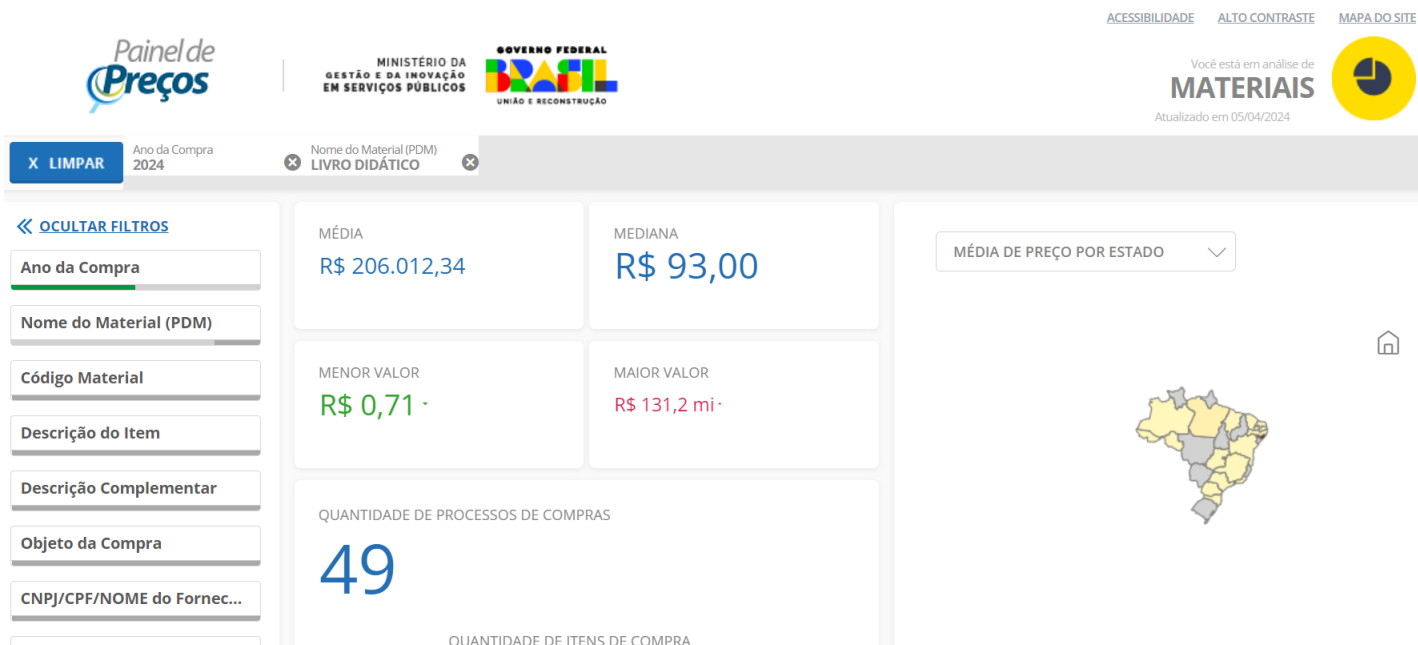 ACESSIBILIDADE ALTO CONTRASTE MAPA DO SITE
Painel de
Preços
MINISTÉRIO DA
GESTÃO E DA INOVAÇÃO
EM SERVIÇOS PÚBLICOS
GOVERNO FEDERAL
BRASIL
UNIÃO E RECONSTRUÇÃO
Você está em análise de
MATERIAIS
Atualizado em 05/04/2024
X LIMPAR
Ano da Compra
2024
Nome do Material (PDM)
LIVRO DIDÁTICO
OCULTAR FILTROS
Ano da Compra
Nome do Material (PDM)
Código Material
Descrição do Item
Descrição Complementar
Objeto da Compra
CNPJ/CPF/NOME do Fornec...
MÉDIA
R$ 206.012,34
MEDIANA
R$ 93,00
MENOR VALOR
R$ 0,71
MAIOR VALOR
R$ 131,2 mi
QUANTIDADE DE PROCESSOS DE COMPRAS
49
QUANTIDADE DE ITENS DE COMPRA
MÉDIA DE PREÇO POR ESTADO